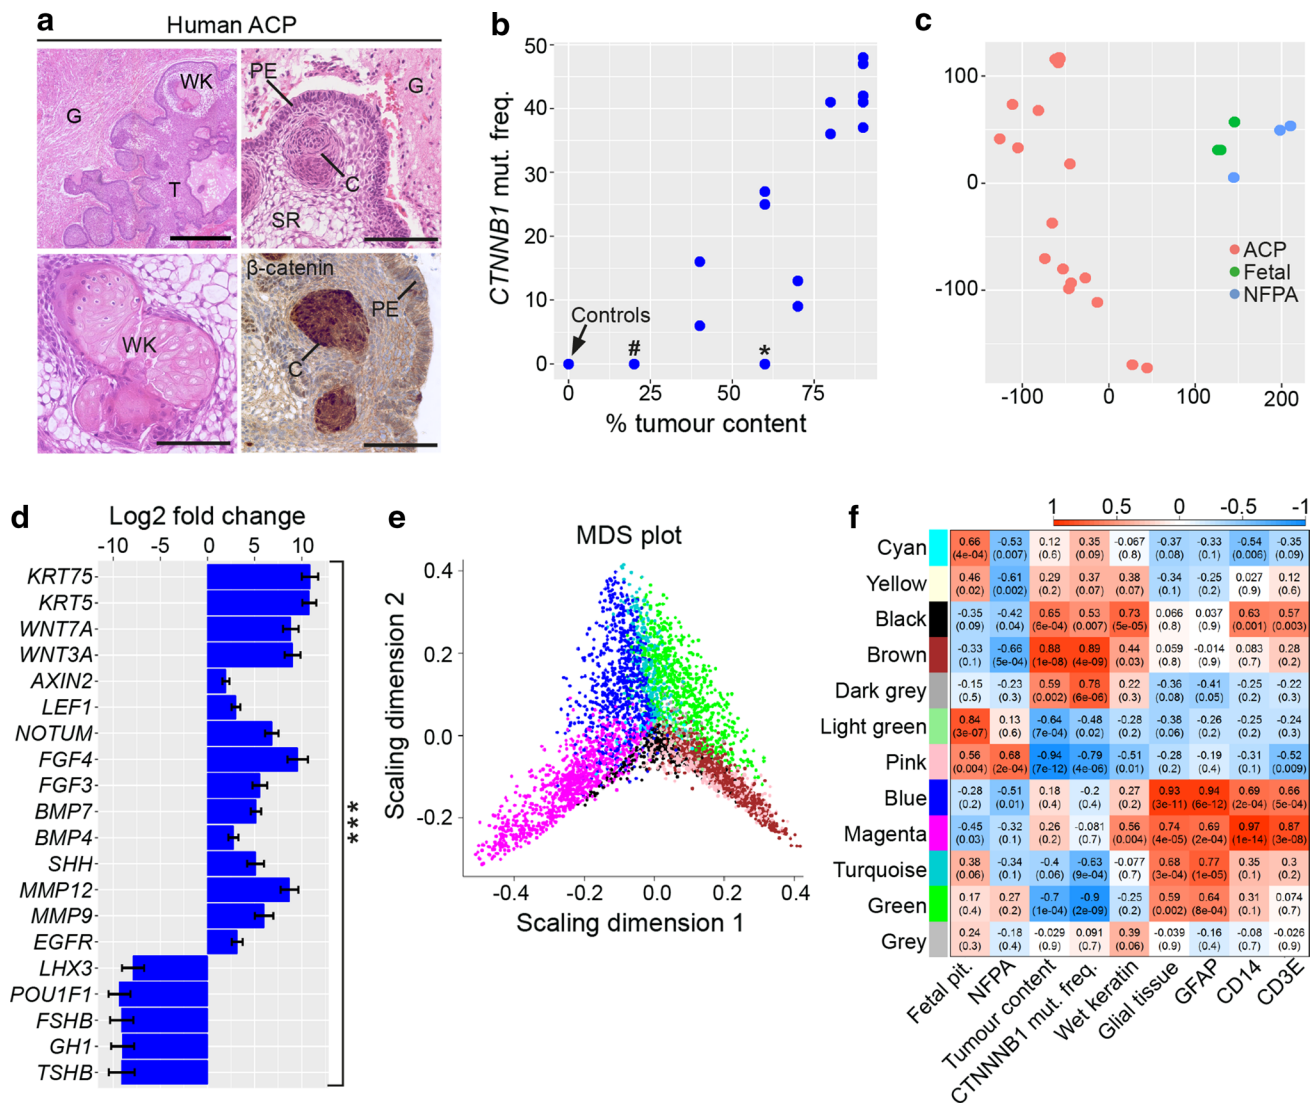 a
Human ACP
G
WK
T
PE
G
C
SR
WK
β-catenin
PE
C
b
CTNNB1 mut. freq.
50
40
30
20
10
0
Controls
#
*
0 25 50 75
% tumour content
c
100
0
-100
ACP
Fetal
NFPA
-100 0 100 200
d
Log2 fold change
-10 -5 0 5 10
KRT75
KRT5
WNT7A
WNT3A
AXIN2
LEF1
NOTUM
FGF4
FGF3
BMP7
BMP4
SHH
MMP12
MMP9
EGFR
LHX3
POU1F1
FSHB
GH1
TSHB
***
e
MDS plot
Scaling dimension 2
0.4
0.2
0.0
-0.2
-0.4 -0.2 0.0 0.2 0.4
Scaling dimension 1
f
1 0.5 0 -0.5 -1
Cyan 0.66 -0.53 0.12 0.35 -0.067 -0.37 -0.33 -0.54 -0.35
(4e-04) (0.007) (0.6) (0.09) (0.8) (0.08) (0.1) (0.006) (0.09)
Yellow 0.46 -0.61 0.29 0.37 0.38 -0.34 -0.25 0.027 0.12
(0.02) (0.002) (0.2) (0.07) (0.07) (0.1) (0.2) (0.9) (0.6)
Black -0.35 -0.42 0.65 0.53 0.73 0.066 0.037 0.63 0.57
(0.09) (0.04) (6e-04) (0.007) (5e-05) (0.8) (0.9) (0.001) (0.003)
Brown -0.33 -0.66 0.88 0.89 0.44 0.059 -0.014 0.083 0.28
(0.1) (5e-04) (1e-08) (4e-09) (0.03) (0.8) (0.9) (0.7) (0.2)
Dark grey -0.15 -0.23 0.59 0.78 0.22 -0.36 -0.41 -0.25 -0.22
(0.5) (0.3) (0.002) (6e-06) (0.3) (0.08) (0.05) (0.2) (0.3)
Light green 0.84 0.13 -0.64 -0.48 -0.28 -0.38 -0.26 -0.25 -0.24
(3e-07) (0.6) (7e-04) (0.02) (0.2) (0.06) (0.2) (0.2) (0.3)
Pink 0.56 0.68 -0.94 -0.79 -0.51 -0.28 -0.19 -0.31 -0.52
(0.004) (2e-04) (7e-12) (4e-06) (0.01) (0.2) (0.4) (0.1) (0.009)
Blue -0.28 -0.51 0.18 -0.2 0.27 0.93 0.94 0.69 0.66
(0.2) (0.01) (0.4) (0.4) (0.2) (3e-11) (6e-12) (2e-04) (5e-04)
Magenta -0.45 -0.32 0.26 -0.081 0.56 0.74 0.69 0.97 0.87
(0.03) (0.1) (0.2) (0.7) (0.004) (4e-05) (2e-04) (1e-14) (3e-08)
Turquoise 0.38 -0.34 -0.4 -0.63 -0.077 0.68 0.77 0.35 0.3
(0.06) (0.1) (0.06) (9e-04) (0.7) (3e-04) (1e-05) (0.1) (0.2)
Green 0.17 0.27 -0.7 -0.9 -0.25 0.59 0.64 0.31 0.074
(0.4) (0.2) (1e-04) (2e-09) (0.2) (0.002) (8e-04) (0.1) (0.7)
Grey 0.24 -0.18 -0.029 0.091 0.39 -0.039 -0.16 -0.08 -0.026
(0.3) (0.4) (0.9) (0.7) (0.06) (0.9) (0.4) (0.7) (0.9)
Fetal pit.
NFPA
Tumour content
CTNNNB1 mut. freq.
Wet keratin
Glial tissue
GFAP
CD14
CD3E